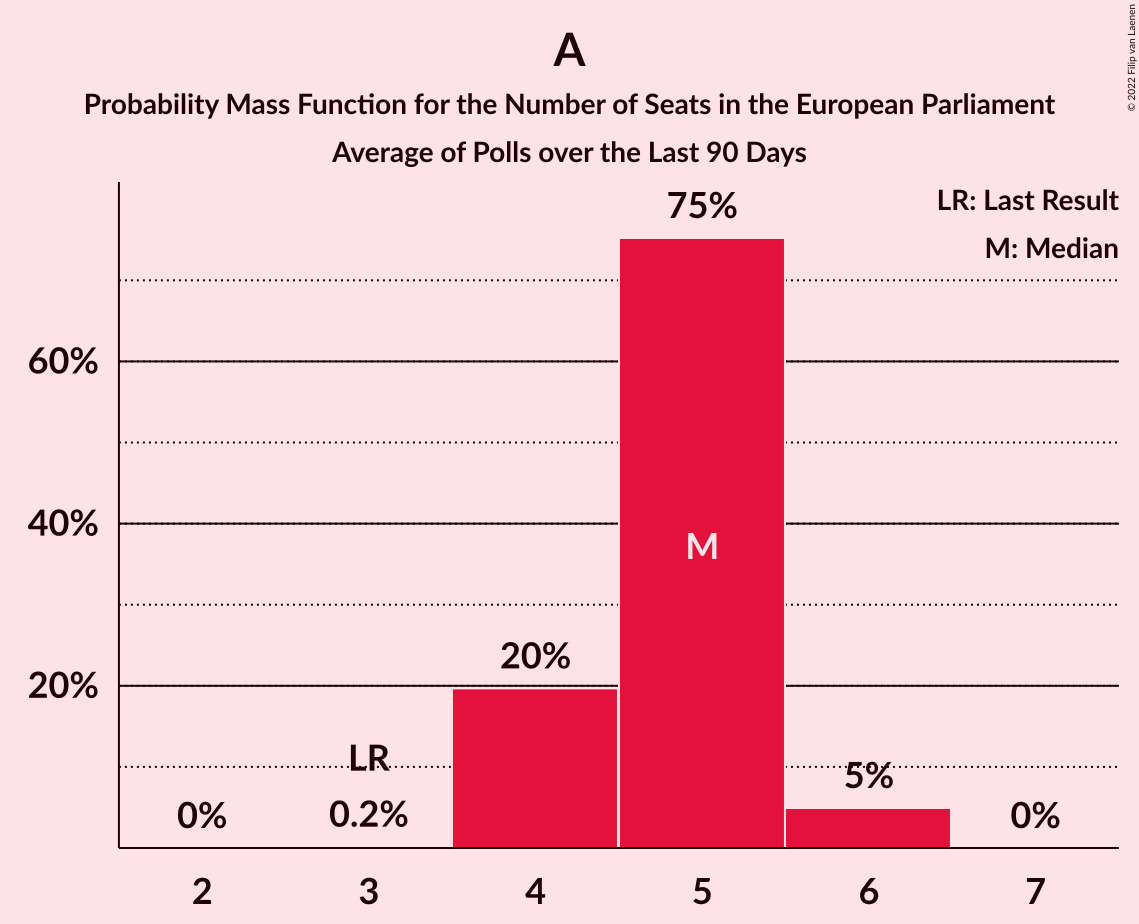 A
Probability Mass Function for the Number of Seats in the European Parliament
Average of Polls over the Last 90 Days
© 2022 Filip van Laenen
LR: Last Result
M: Median
75%
60%
40%
M
20%
20%
LR
5%
0%
0.2%
0%
2 3 4 5 6 7